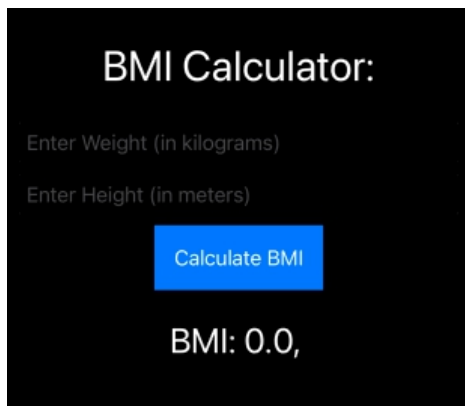 BMI Calculator:
Enter Weight (in kilograms)
Enter Height (in meters)
Calculate BMI
BMI: 0.0,